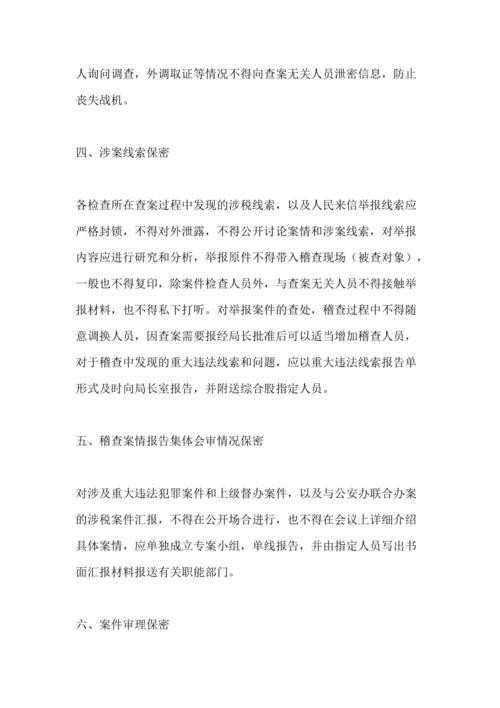 人询问调查，外调取证等情况不得向查案无关人员泄密信息，防止
丧失战机。
四、涉案线索保密
各检查所在查案过程中发现的涉税线索，以及人民来信举报线索应
严格封锁，不得对外泄露，不得公开讨论案情和涉案线索，对举报
内容应进行研究和分析，举报原件不得带入稽查现场（被查对象），
一般也不得复印，除案件检查人员外，与查案无关人员不得接触举
报材料，也不得私下打听。对举报案件的查处，稽查过程中不得随
意调换人员，因查案需要报经局长批准后可以适当增加稽查人员，
对于稽查中发现的重大违法线索和问题，应以重大违法线索报告单
形式及时向局长室报告，并附送综合股指定人员。
五、稽查案情报告集体会审情况保密
对涉及重大违法犯罪案件和上级督办案件，以及与公安办联合办案
的涉税案件汇报，不得在公开场合进行，也不得在会议上详细介绍
具体案情，应单独成立专案小组，单线报告，并由指定人员写出书
面汇报材料报送有关职能部门。
六、案件审理保密